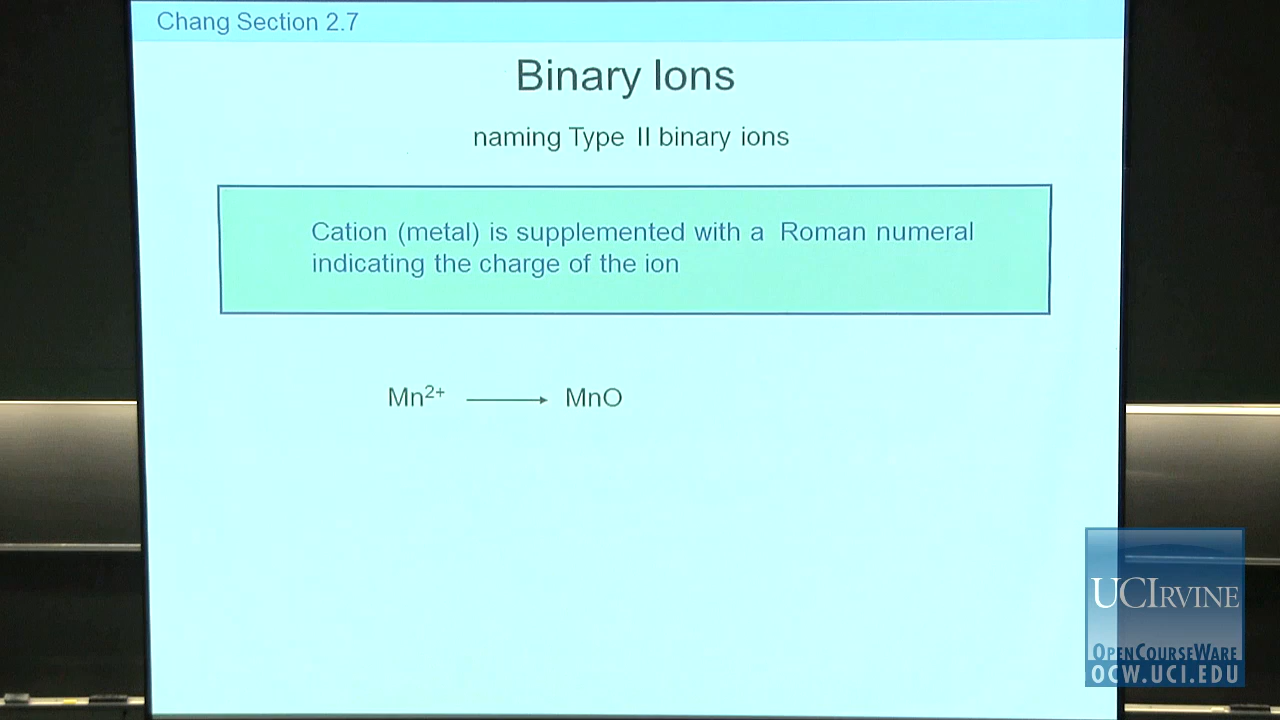 Chang Section 2.7
Binary Ions
naming Type II binary ions
Cation (metal) is supplemented with a Roman numeral
indicating the charge of the ion
Mn²⁺ ⟶ MnO
UCIRVINE
OPENCOURSEWARE
OCW.UCI.EDU